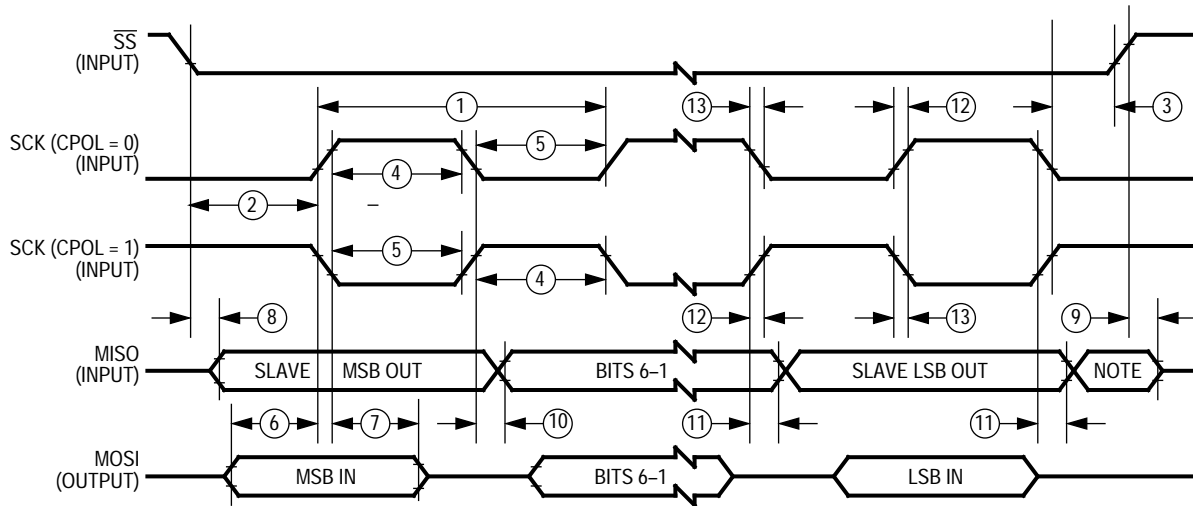 SS
(INPUT)
1
13
12
3
SCK (CPOL = 0)
(INPUT)
5
4
2
–
SCK (CPOL = 1)
(INPUT)
5
4
8
12
13
9
MISO
(INPUT)
SLAVE
MSB OUT
BITS 6–1
SLAVE LSB OUT
NOTE
6
7
10
11
11
MOSI
(OUTPUT)
MSB IN
BITS 6–1
LSB IN